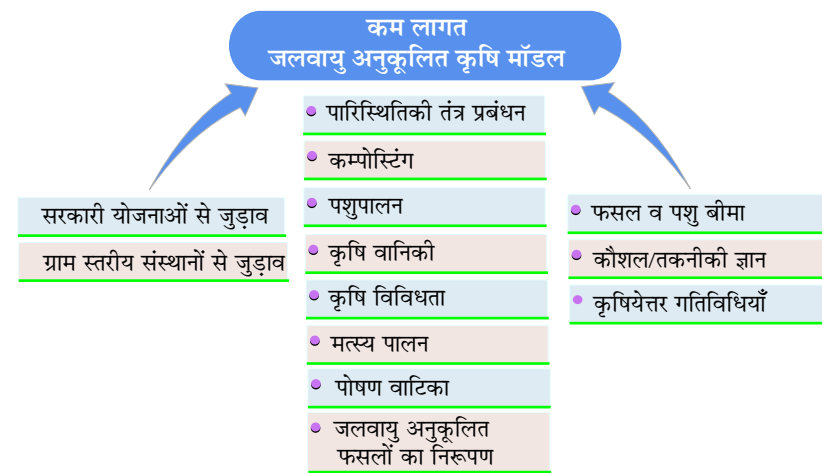 कम लागत
जलवायु अनुकूलित कृषि मॉडल
सरकारी योजनाओं से जुड़ाव
ग्राम स्तरीय संस्थानों से जुड़ाव
पारिस्थितिकी तंत्र प्रबंधन
कम्पोस्टिंग
पशुपालन
कृषि वानिकी
कृषि विविधता
मत्स्य पालन
पोषण वाटिका
जलवायु अनुकूलित
फसलों का निरूपण
फसल व पशु बीमा
कौशल/तकनीकी ज्ञान
कृषियेत्तर गतिविधियाँ